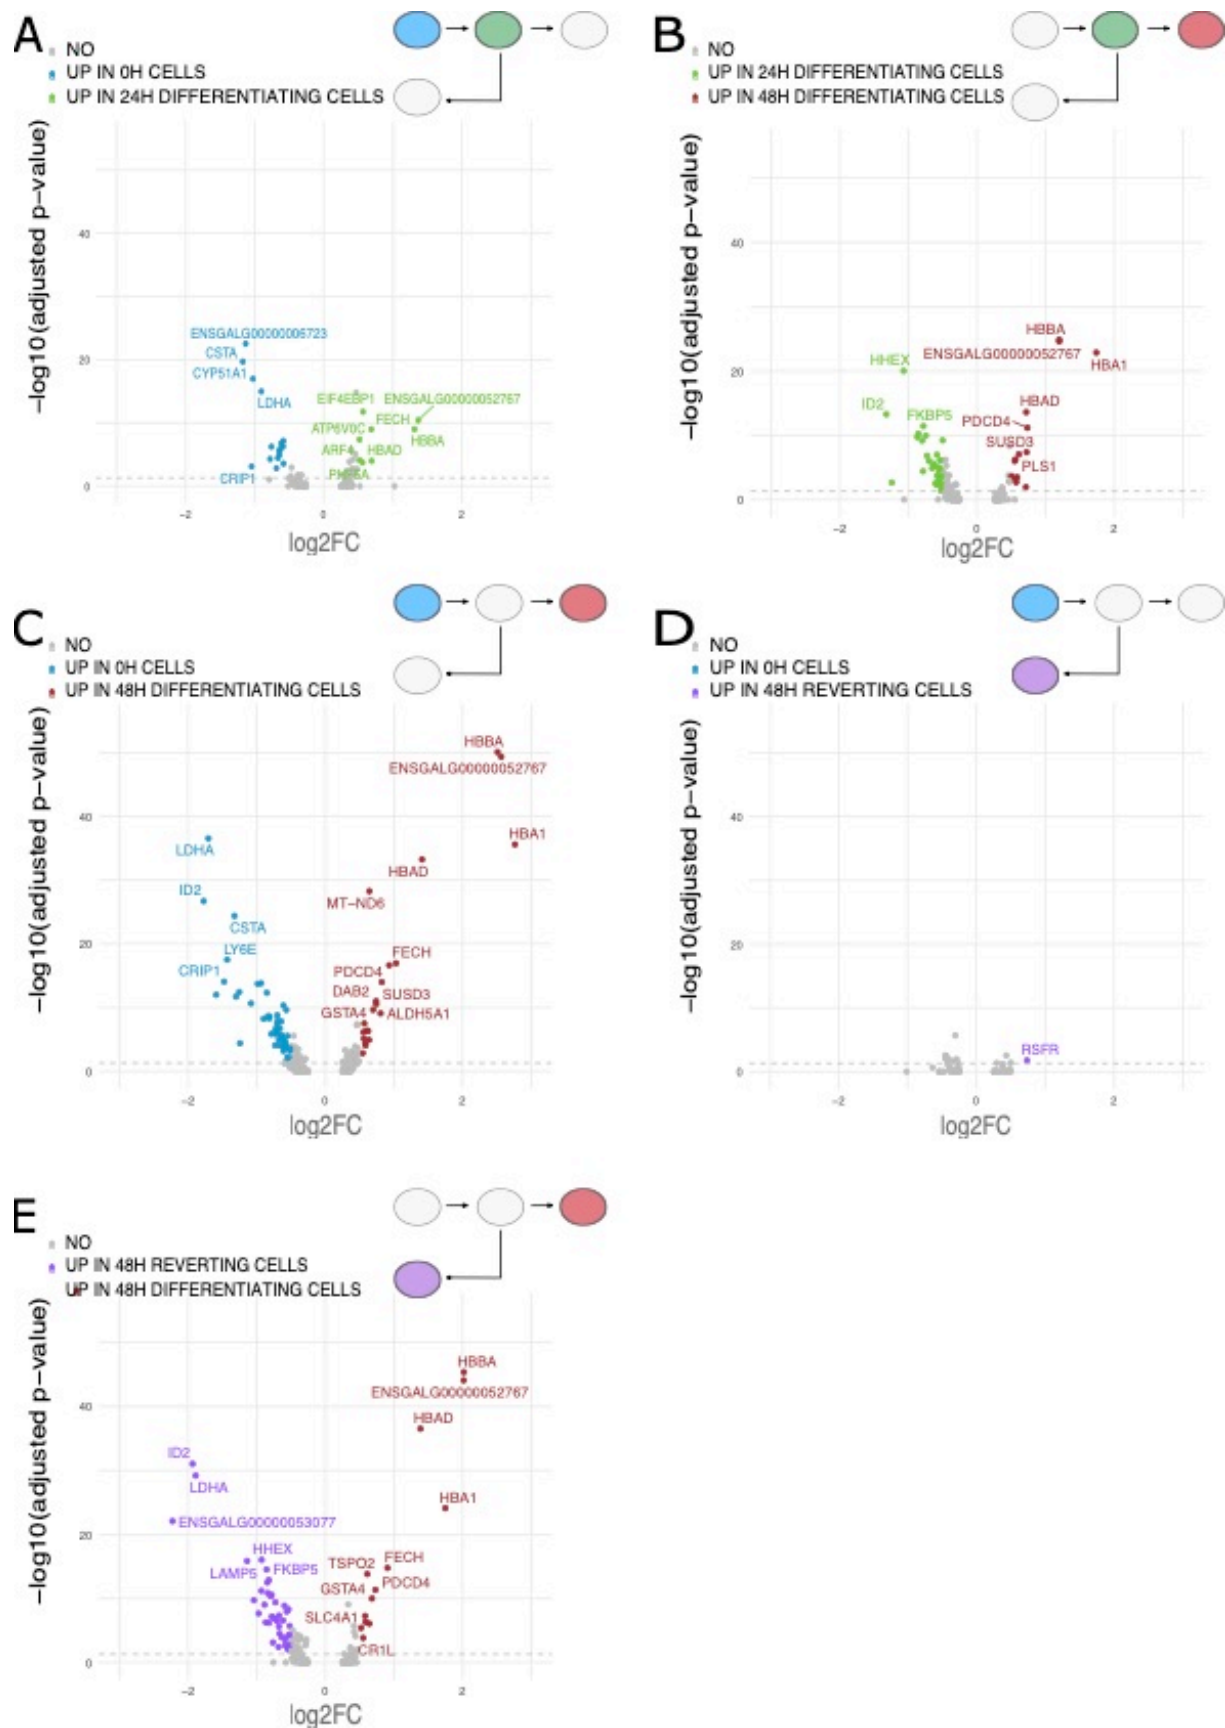 A
NO
UP IN 0H CELLS
UP IN 24H DIFFERENTIATING CELLS
−log10(adjusted p−value)
40
20
0
ENSGALG00000006723
CSTA
CYP51A1
LDHA
CRIP1
EIF4EBP1
ENSGALG00000052767
FECH
ATP6V0C
HBBA
ARF4
HBAD
−2
0
2
log2FC
B
NO
UP IN 24H DIFFERENTIATING CELLS
UP IN 48H DIFFERENTIATING CELLS
−log10(adjusted p−value)
40
20
0
HBBA
ENSGALG00000052767
HBA1
HHEX
ID2
FKBP5
HBAD
PDCD4
SUSD3
PLS1
−2
0
2
log2FC
C
NO
UP IN 0H CELLS
UP IN 48H DIFFERENTIATING CELLS
−log10(adjusted p−value)
40
20
0
HBBA
ENSGALG00000052767
HBA1
LDHA
HBAD
ID2
MT−ND6
CSTA
LY6E
FECH
CRIP1
PDCD4
DAB2
SUSD3
GSTA4
ALDH5A1
−2
0
2
log2FC
D
NO
UP IN 0H CELLS
UP IN 48H REVERTING CELLS
−log10(adjusted p−value)
40
20
0
RSFR
−2
0
2
log2FC
E
NO
UP IN 48H REVERTING CELLS
UP IN 48H DIFFERENTIATING CELLS
−log10(adjusted p−value)
40
20
0
HBBA
ENSGALG00000052767
HBAD
ID2
LDHA
HBA1
ENSGALG00000053077
HHEX
TSPO2
FECH
LAMP5
FKBP5
GSTA4
PDCD4
SLC4A1
CR1L
−2
0
2
log2FC